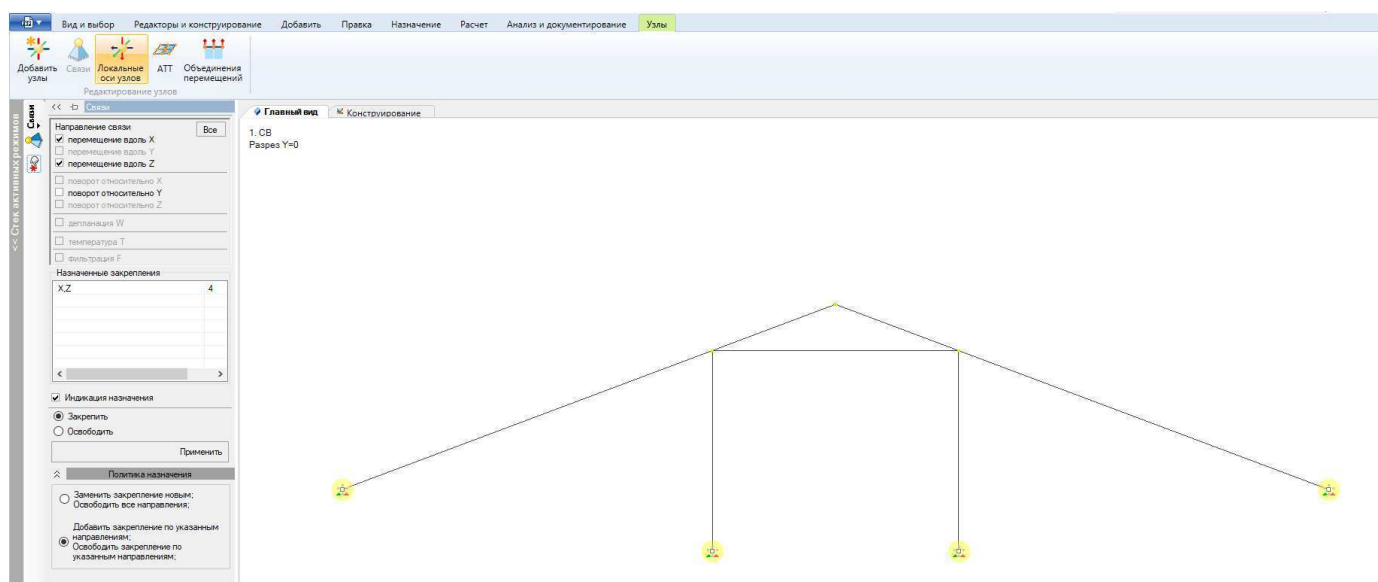 Вид и выбор Редакторы и конструирование Добавить Правка Назначение Расчет Анализ и документирование Узлы
Добавить узлы
Связи
Локальные оси узлов
АТТ
Объединения перемещений
Редактирование узлов
<< Стек активных режимов
Связи
<< Связи
Направление связи
Все
перемещение вдоль X
перемещение вдоль Y
перемещение вдоль Z
поворот относительно X
поворот относительно Y
поворот относительно Z
депланация W
температура T
фильтрация F
Назначенные закрепления
X,Z 4
Индикация назначения
Закрепить
Освободить
Применить
Политика назначения
Заменить закрепление новым;
Освободить все направления;
Добавить закрепление по указанным
направлениям;
Освободить закрепление по
указанным направлениям;
Главный вид Конструирование
1. СВ
Разрез Y=0